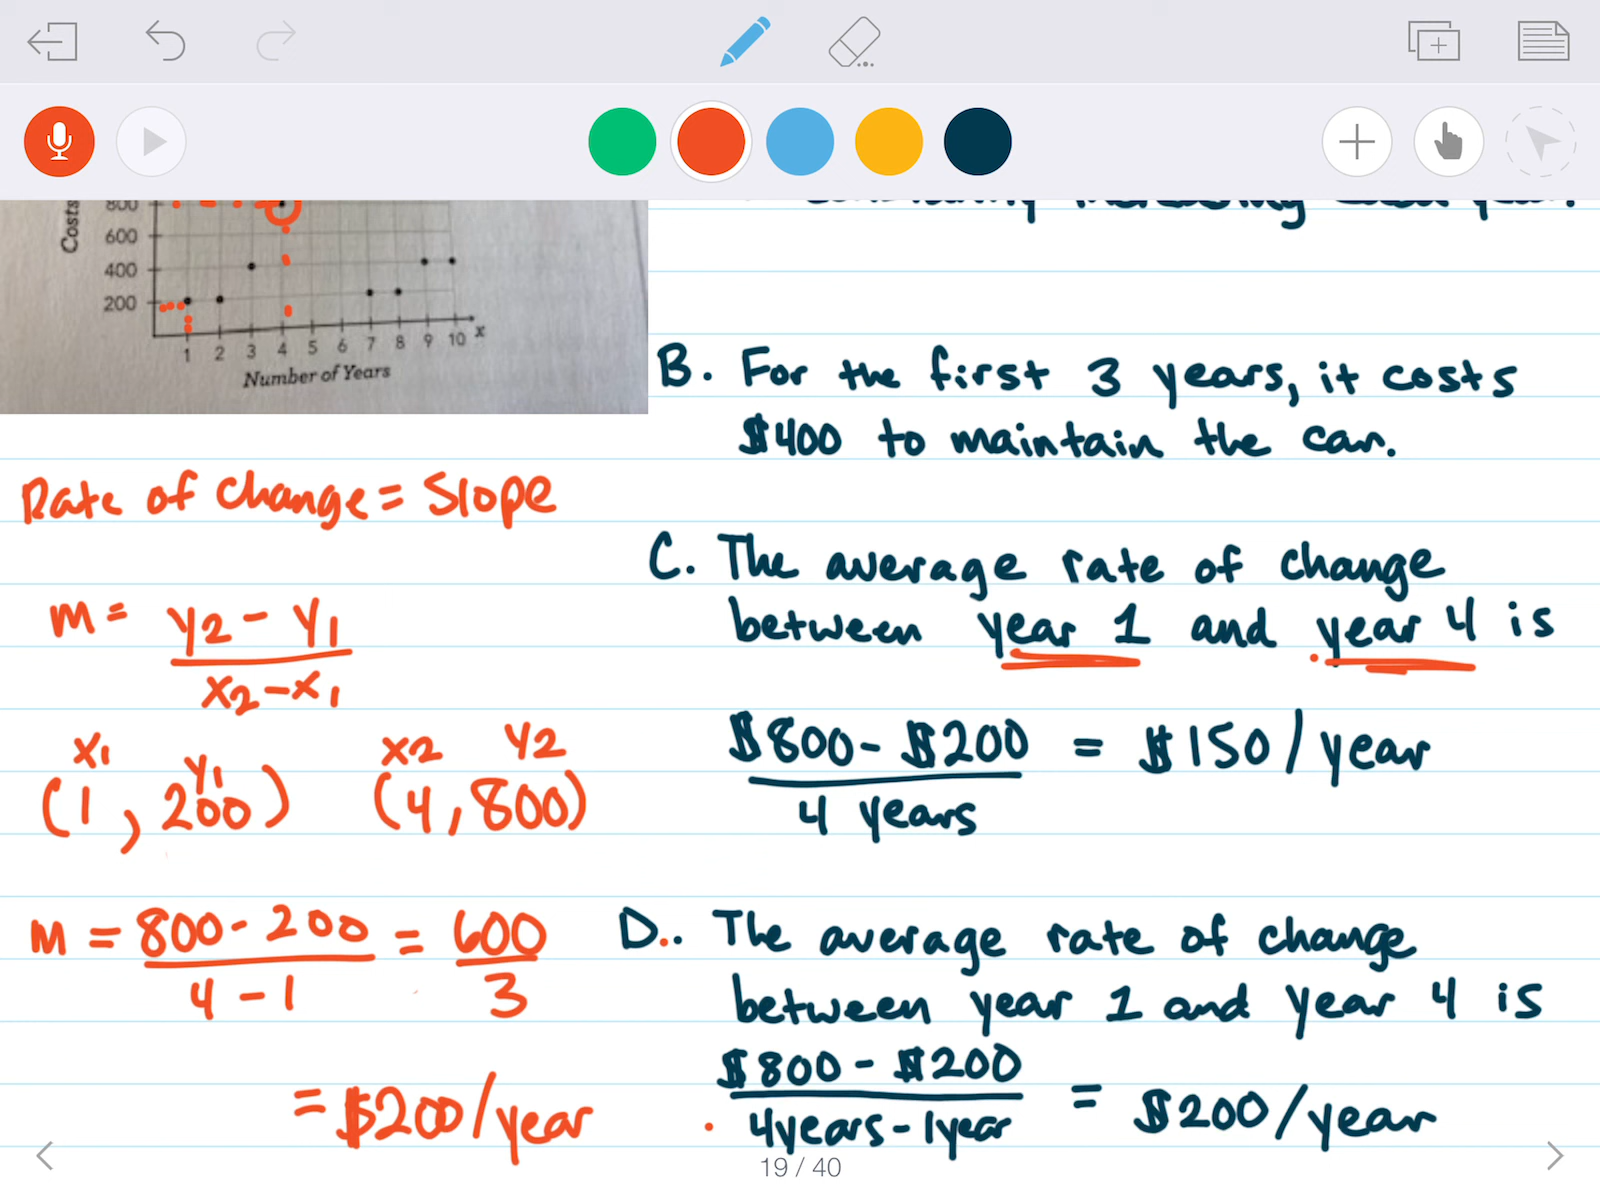 800
Costs
600
400
200
1 2 3 4 5 6 7 8 9 10 x
Number of Years
B. For the first 3 years, it costs
$400 to maintain the car.
Rate of change = Slope
C. The average rate of change
between year 1 and year 4 is
m = y2 - y1
x2 - x1
$800 - $200 = $150/year
4 years
x1 y1 x2 y2
(1, 200) (4, 800)
m = 800 - 200 = 600
4 - 1 3
= $200/year
D.. The average rate of change
between year 1 and year 4 is
$800 - $200 = $200/year
4years - 1year
19 / 40